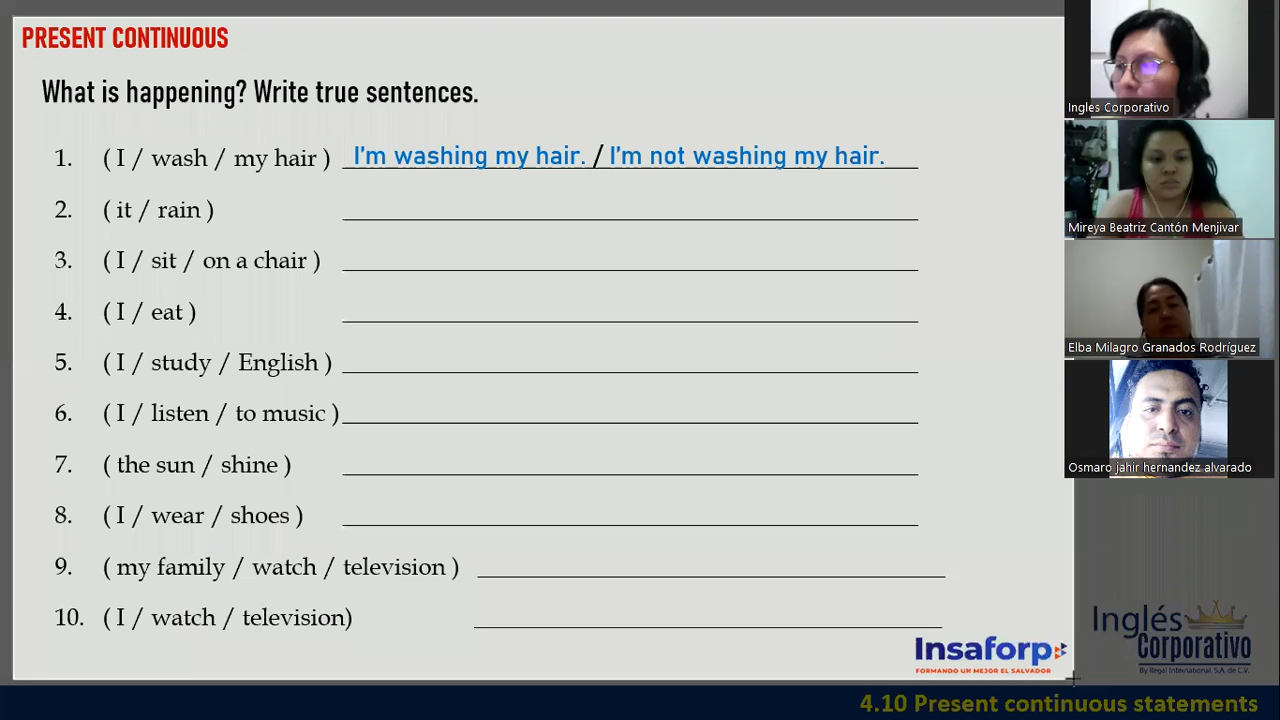 PRESENT CONTINUOUS
What is happening? Write true sentences.
1. ( I / wash / my hair ) I'm washing my hair. / I'm not washing my hair.
2. ( it / rain )
3. ( I / sit / on a chair )
4. ( I / eat )
5. ( I / study / English )
6. ( I / listen / to music )
7. ( the sun / shine )
8. ( I / wear / shoes )
9. ( my family / watch / television )
10. ( I / watch / television)
Insaforp
FORMANDO UN MEJOR EL SALVADOR
Ingles Corporativo
Mireya Beatriz Cantón Menjivar
Elba Milagro Granados Rodríguez
Osmaro jahir hernandez alvarado
Inglés
Corporativo
By Regal International, S.A. de C.V.
4.10 Present continuous statements